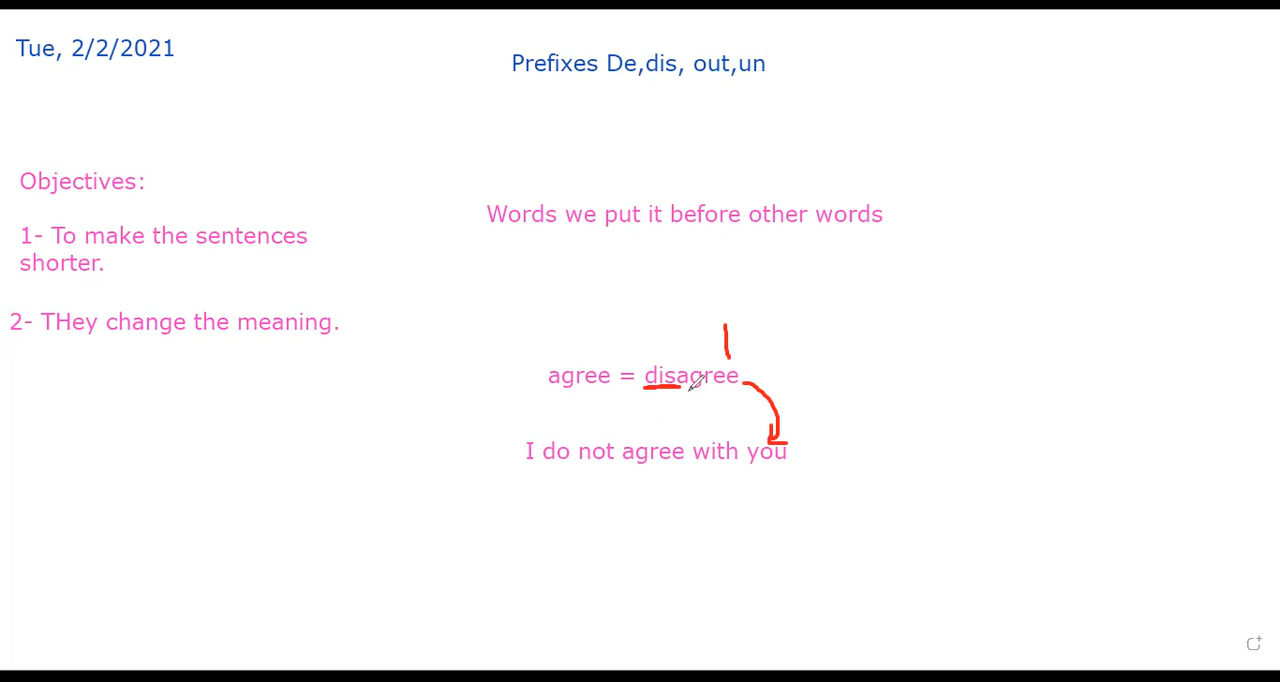 Tue, 2/2/2021
Prefixes De,dis, out,un
Objectives:
1- To make the sentences
shorter.
2- THey change the meaning.
Words we put it before other words
agree = disagree
I do not agree with you